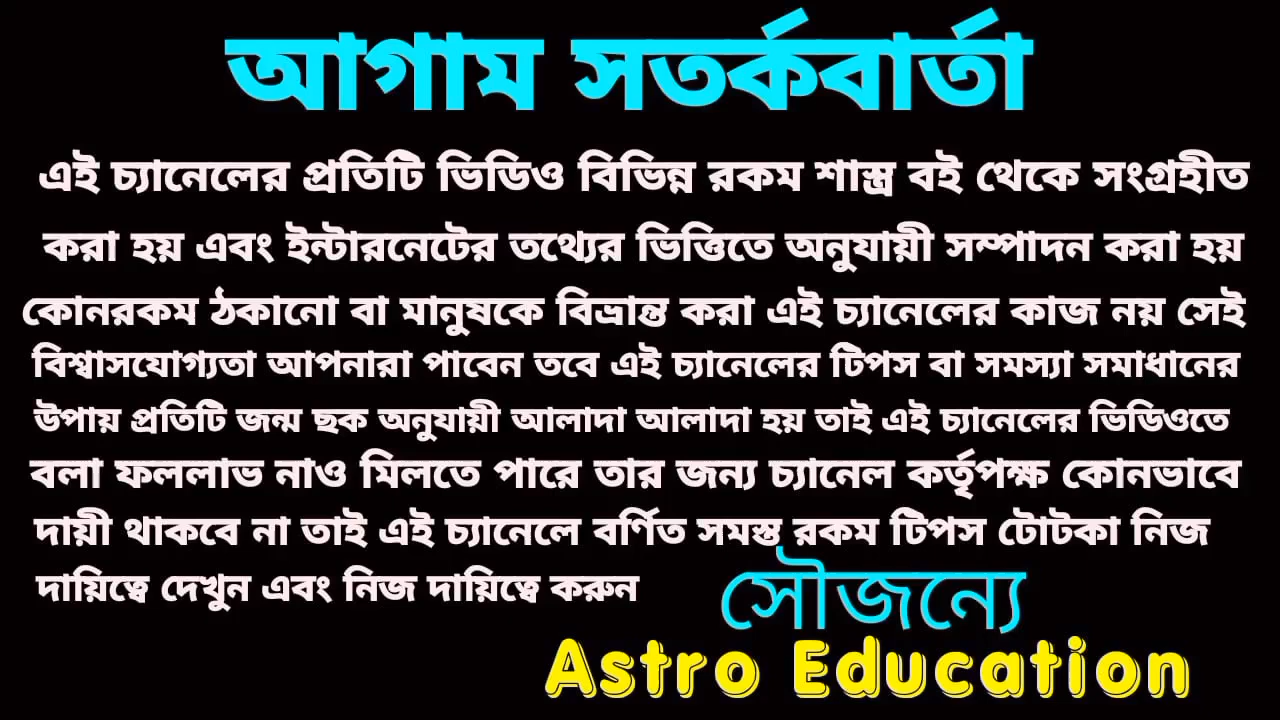 আগাম সতর্কবার্তা
এই চ্যানেলের প্রতিটি ভিডিও বিভিন্ন রকম শাস্ত্র বই থেকে সংগ্রহীত
করা হয় এবং ইন্টারনেটের তথ্যের ভিত্তিতে অনুযায়ী সম্পাদন করা হয়
কোনরকম ঠকানো বা মানুষকে বিভ্রান্ত করা এই চ্যানেলের কাজ নয় সেই
বিশ্বাসযোগ্যতা আপনারা পাবেন তবে এই চ্যানেলের টিপস বা সমস্যা সমাধানের
উপায় প্রতিটি জন্ম ছক অনুযায়ী আলাদা আলাদা হয় তাই এই চ্যানেলের ভিডিওতে
বলা ফললাভ নাও মিলতে পারে তার জন্য চ্যানেল কর্তৃপক্ষ কোনভাবে
দায়ী থাকবে না তাই এই চ্যানেলে বর্ণিত সমস্ত রকম টিপস টোটকা নিজ
দায়িত্বে দেখুন এবং নিজ দায়িত্বে করুন
সৌজন্যে
Astro Education